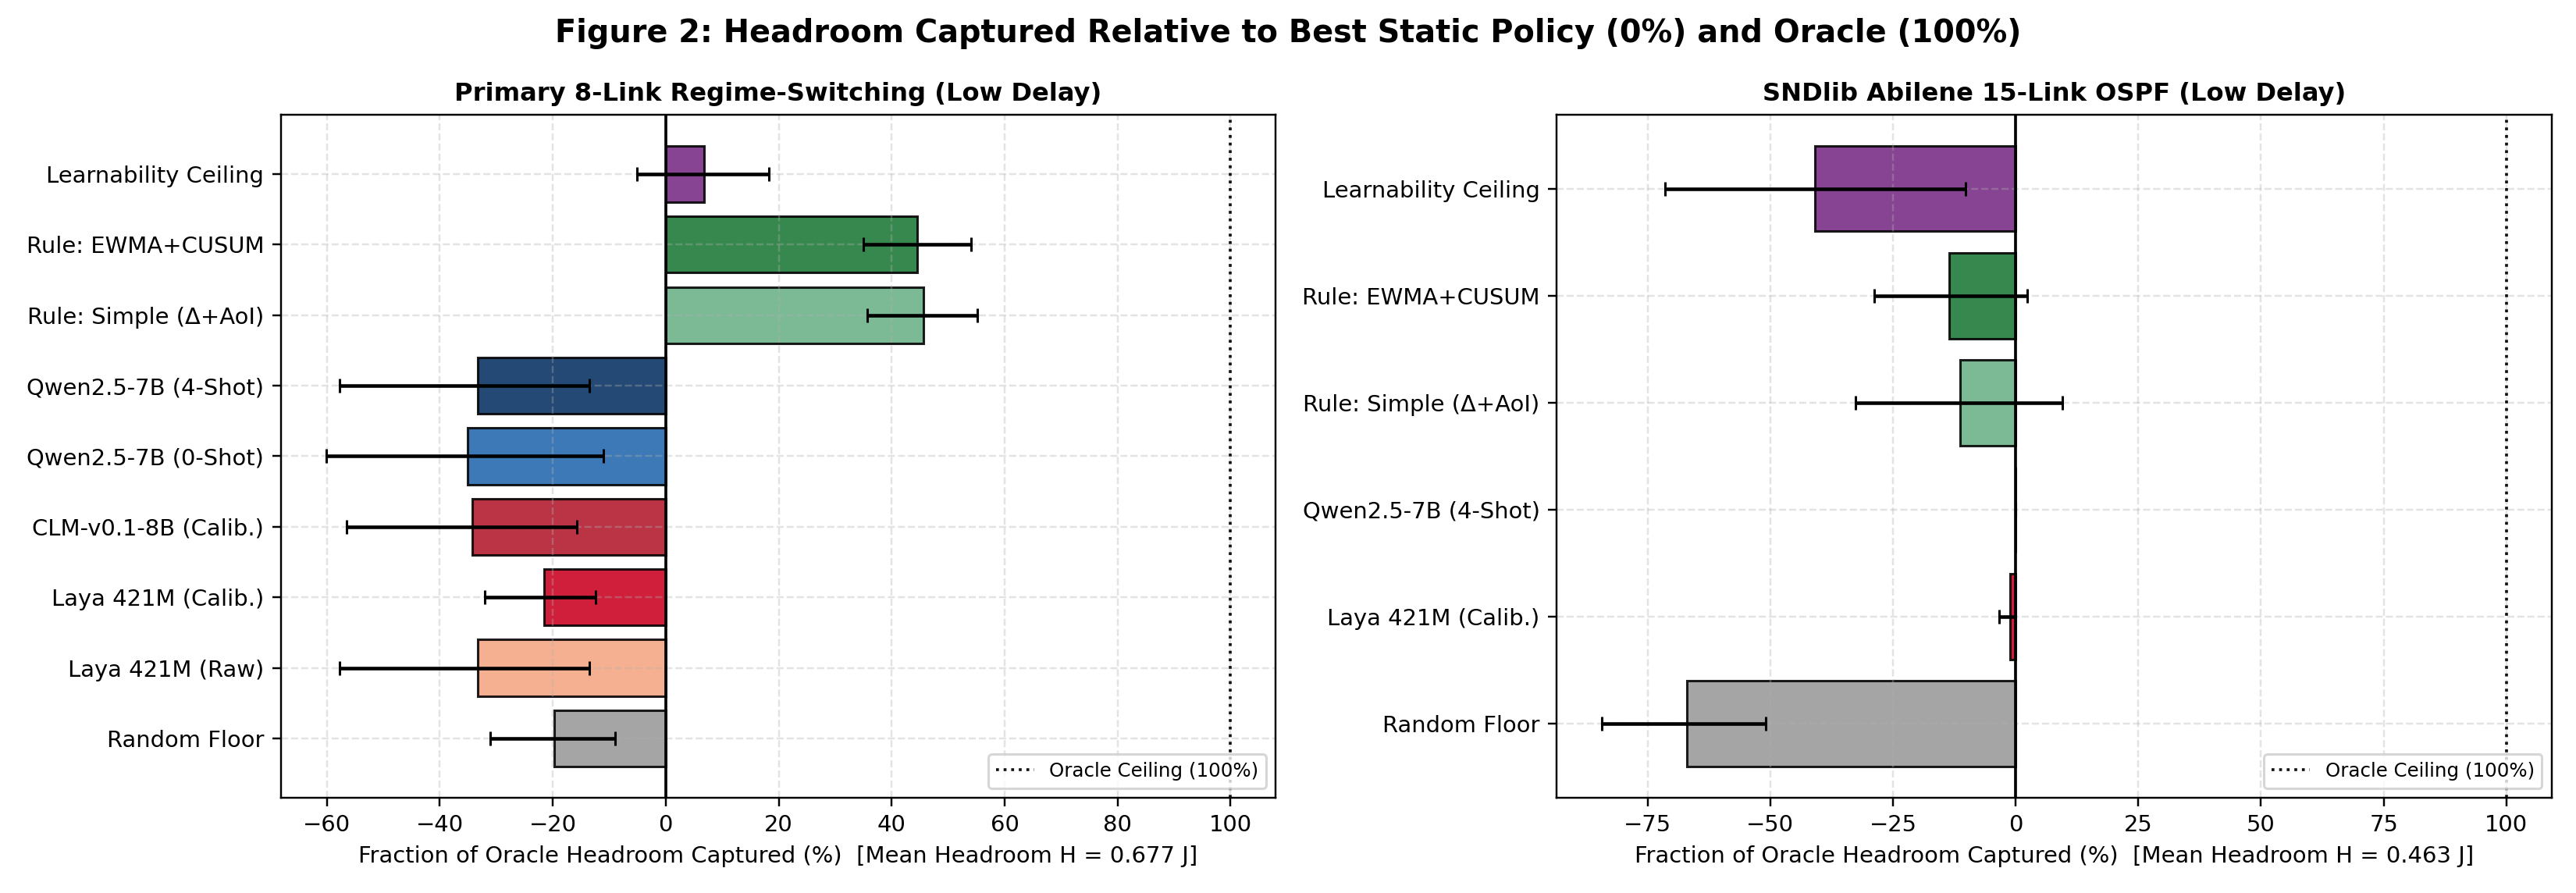 Figure 2: Headroom Captured Relative to Best Static Policy (0%) and Oracle (100%)
Primary 8-Link Regime-Switching (Low Delay)
Learnability Ceiling
Rule: EWMA+CUSUM
Rule: Simple (Δ+AoI)
Qwen2.5-7B (4-Shot)
Qwen2.5-7B (0-Shot)
CLM-v0.1-8B (Calib.)
Laya 421M (Calib.)
Laya 421M (Raw)
Random Floor
Oracle Ceiling (100%)
−60 −40 −20 0 20 40 60 80 100
Fraction of Oracle Headroom Captured (%) [Mean Headroom H = 0.677 J]
SNDlib Abilene 15-Link OSPF (Low Delay)
Learnability Ceiling
Rule: EWMA+CUSUM
Rule: Simple (Δ+AoI)
Qwen2.5-7B (4-Shot)
Laya 421M (Calib.)
Random Floor
Oracle Ceiling (100%)
−75 −50 −25 0 25 50 75 100
Fraction of Oracle Headroom Captured (%) [Mean Headroom H = 0.463 J]